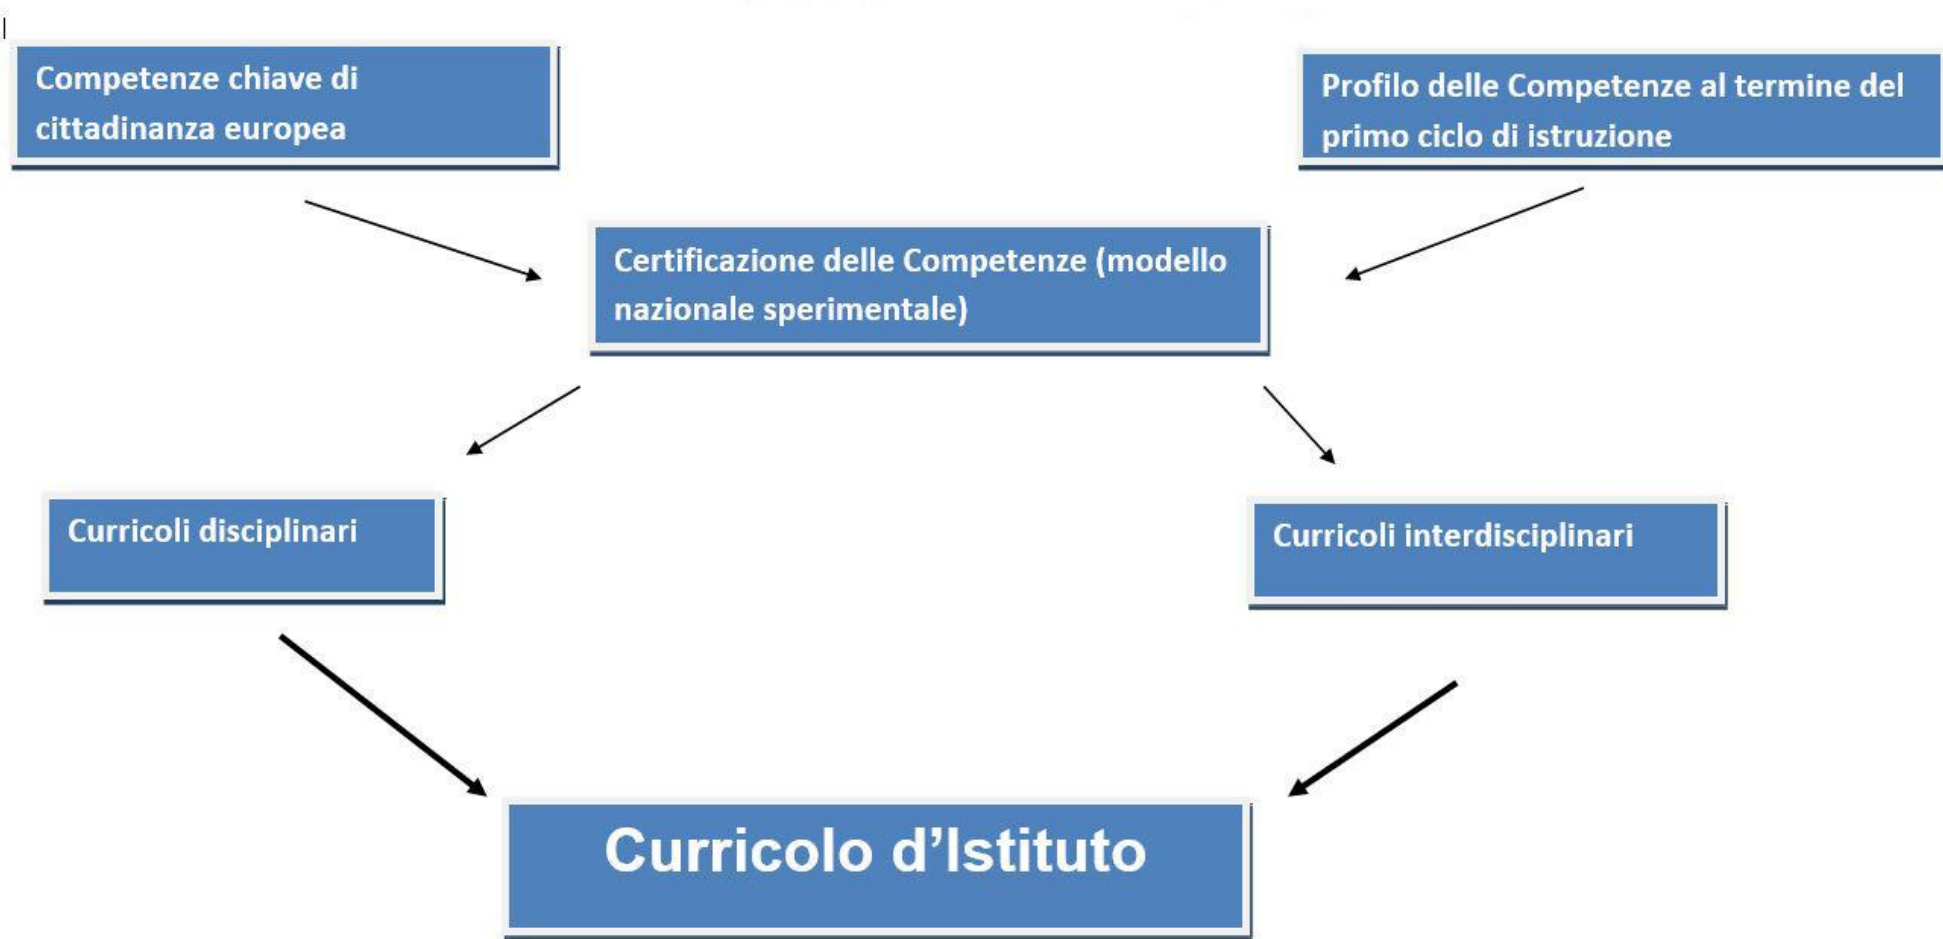 Competenze chiave di
cittadinanza europea
Profilo delle Competenze al termine del
primo ciclo di istruzione
Certificazione delle Competenze (modello
nazionale sperimentale)
Curricoli disciplinari
Curricoli interdisciplinari
Curricolo d’Istituto